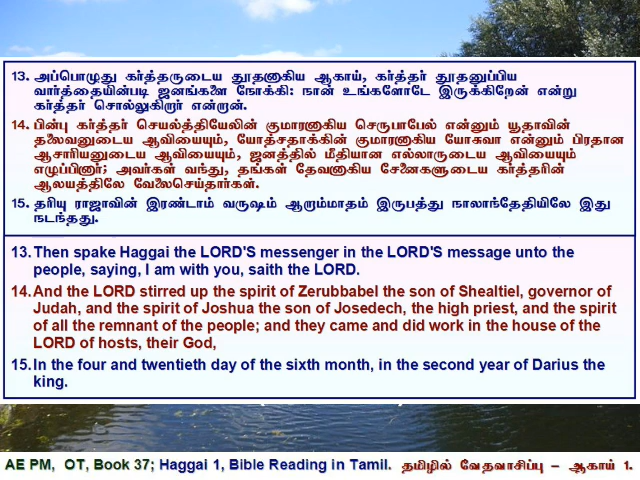 13. அப்பொழுது கர்த்தருடைய தூதனாகிய ஆகாய், கர்த்தர் தூதனுப்பிய
வார்த்தையின்படி ஜனங்களை நோக்கி: நான் உங்களோடே இருக்கிறேன் என்று
கர்த்தர் சொல்லுகிறார் என்றான்.
14. பின்பு கர்த்தர் செயல்த்தியேலின் குமாரனாகிய செருபாபேல் என்னும் யூதாவின்
தலைவனுடைய ஆவியையும், யோத்சதாக்கின் குமாரனாகிய யோசுவா என்னும் பிரதான
ஆசாரியனுடைய ஆவியையும், ஜனத்தில் மீதியான எல்லாருடைய ஆவியையும்
எழுப்பினார்; அவர்கள் வந்து, தங்கள் தேவனாகிய சேனைகளுடைய கர்த்தரின்
ஆலயத்திலே வேலைசெய்தார்கள்.
15. தரியு ராஜாவின் இரண்டாம் வருஷம் ஆறாம்மாதம் இருபத்து நாலாந்தேதியிலே இது
நடந்தது.
13. Then spake Haggai the LORD'S messenger in the LORD'S message unto the
people, saying, I am with you, saith the LORD.
14. And the LORD stirred up the spirit of Zerubbabel the son of Shealtiel, governor of
Judah, and the spirit of Joshua the son of Josedech, the high priest, and the spirit
of all the remnant of the people; and they came and did work in the house of the
LORD of hosts, their God,
15. In the four and twentieth day of the sixth month, in the second year of Darius the
king.
AE PM, OT, Book 37; Haggai 1, Bible Reading in Tamil. தமிழில் வேதவாசிப்பு – ஆகாய் 1.